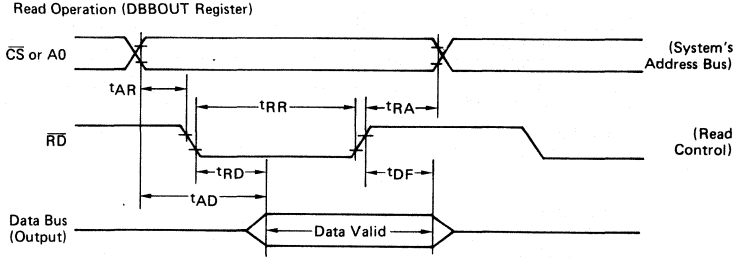 Read Operation (DBBOUT Register)
CS or A0
(System's
Address Bus)
tAR
tRR
tRA
RD
(Read
Control)
tRD
tDF
tAD
Data Bus
(Output)
Data Valid